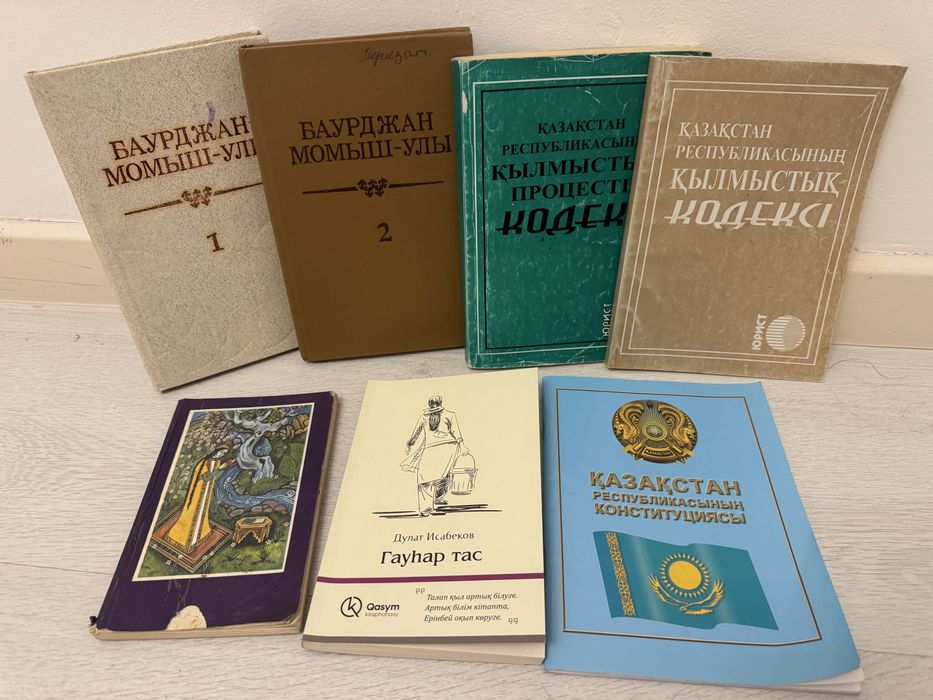 БАУРДЖАН
МОМЫШ-УЛЫ
1
БАУРДЖАН
МОМЫШ-УЛЫ
2
ҚАЗАҚСТАН
РЕСПУБЛИКАСЫНЫҢ
ҚЫЛМЫСТЫҚ
ПРОЦЕСТІК
КОДЕКСІ
ЮРИСТ
ҚАЗАҚСТАН
РЕСПУБЛИКАСЫНЫҢ
ҚЫЛМЫСТЫҚ
КОДЕКСІ
ЮРИСТ
Дулат Исабеков
Гауһар тас
Qasym
kitaphanasy
Талап қыл артық білуге.
Артық білім кітапта,
Ерінбей оқып көруге.
ҚАЗАҚСТАН
ҚАЗАҚСТАН
РЕСПУБЛИКАСЫНЫҢ
КОНСТИТУЦИЯСЫ